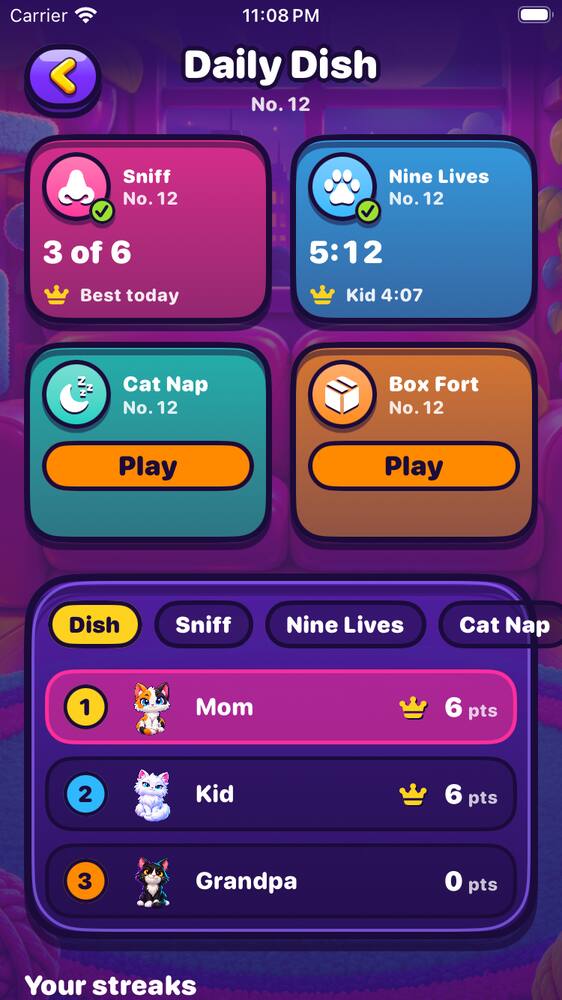 Carrier 11:08 PM
Daily Dish
No. 12
Sniff
No. 12
3 of 6
Best today
Nine Lives
No. 12
5:12
Kid 4:07
Cat Nap
No. 12
Play
Box Fort
No. 12
Play
Dish Sniff Nine Lives Cat Nap
1 Mom 6 pts
2 Kid 6 pts
3 Grandpa 0 pts
Your streaks